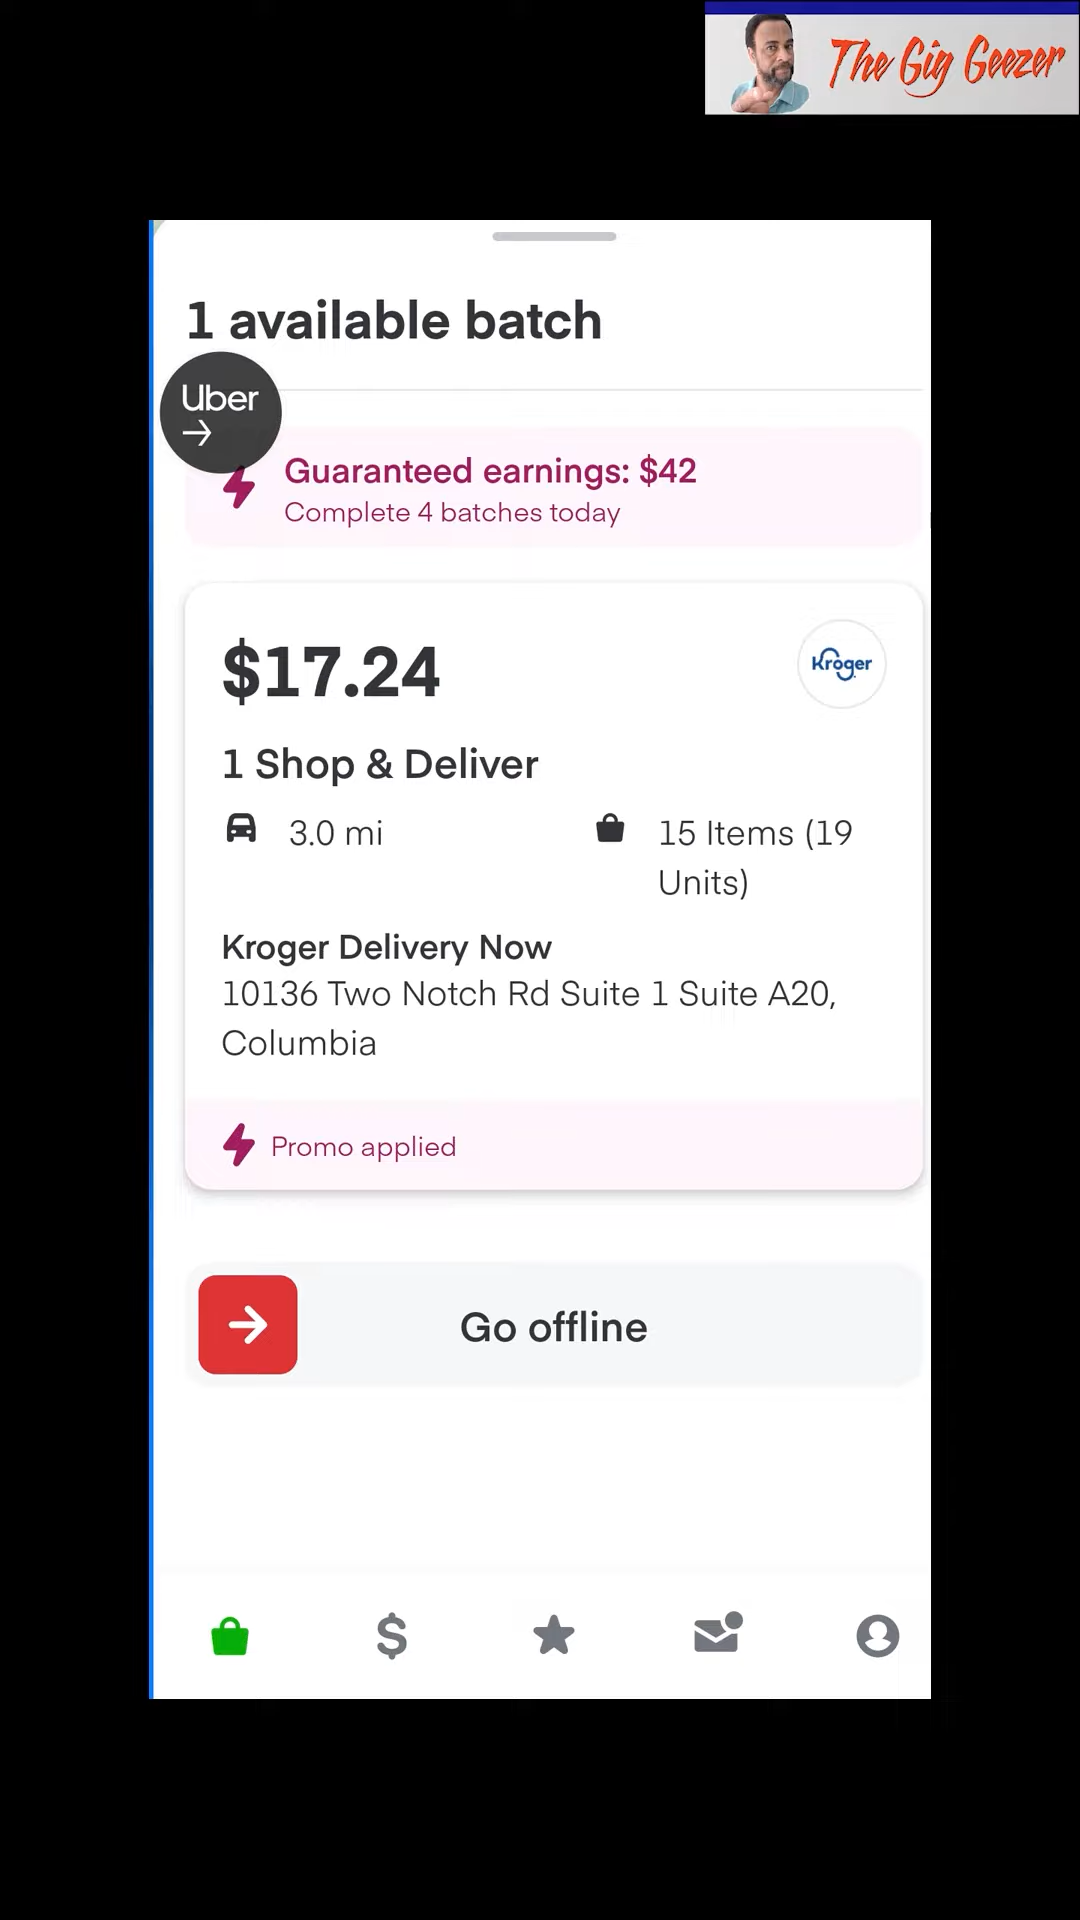 The Gig Geezer
1 available batch
Uber
Guaranteed earnings: $42
Complete 4 batches today
$17.24
Kroger
1 Shop & Deliver
3.0 mi
15 Items (19
Units)
Kroger Delivery Now
10136 Two Notch Rd Suite 1 Suite A20,
Columbia
Promo applied
Go offline